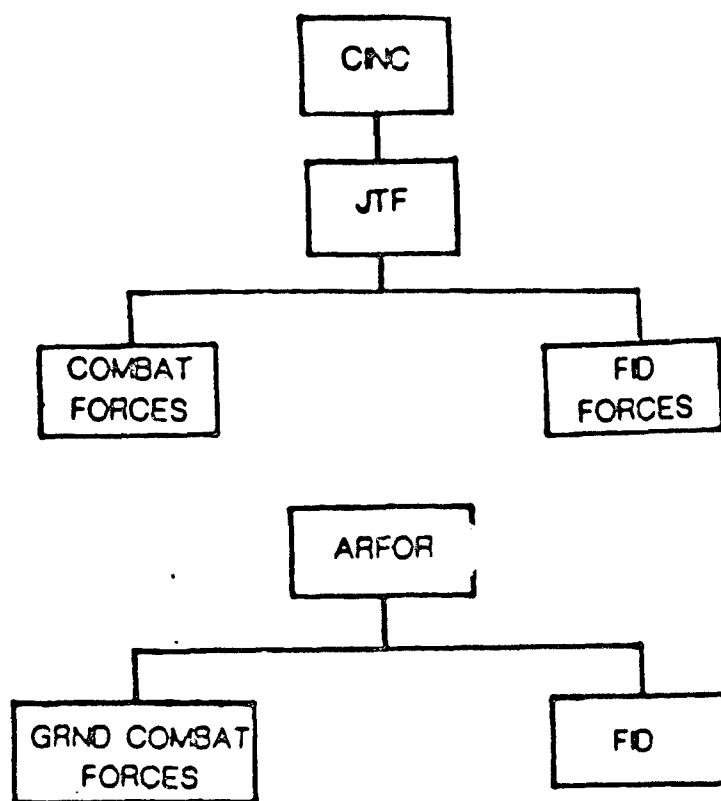 CINC
JTF
COMBAT
FORCES
FID
FORCES
ARFOR
GRND COMBAT
FORCES
FID